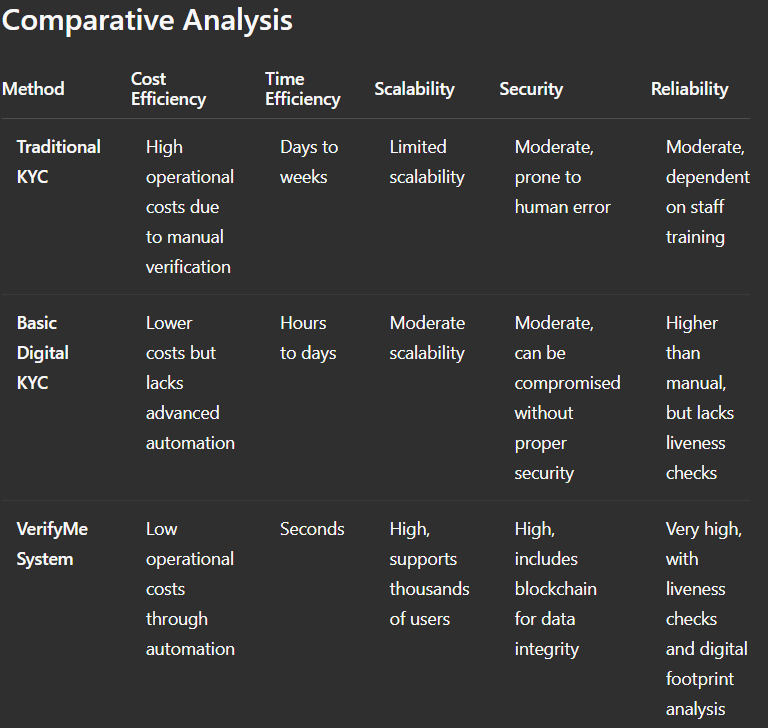 Comparative Analysis
Method
Cost
Efficiency
Time
Efficiency
Scalability
Security
Reliability
Traditional
KYC
High
operational
costs due
to manual
verification
Days to
weeks
Limited
scalability
Moderate,
prone to
human error
Moderate,
dependent
on staff
training
Basic
Digital
KYC
Lower
costs but
lacks
advanced
automation
Hours
to days
Moderate
scalability
Moderate,
can be
compromised
without
proper
security
Higher
than
manual,
but lacks
liveness
checks
VerifyMe
System
Low
operational
costs
through
automation
Seconds
High,
supports
thousands
of users
High,
includes
blockchain
for data
integrity
Very high,
with
liveness
checks
and digital
footprint
analysis